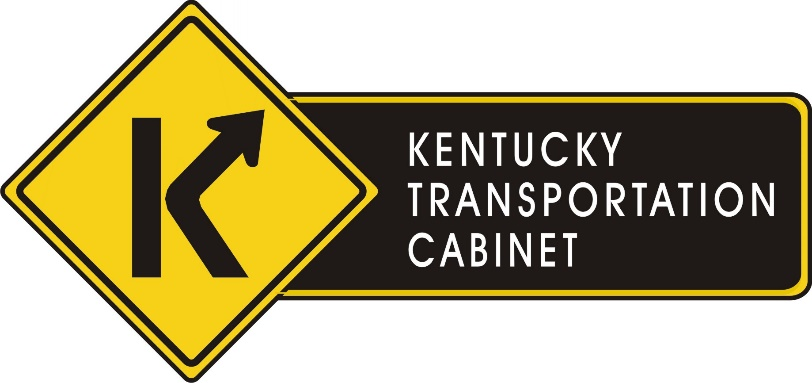 K
KENTUCKY
TRANSPORTATION
CABINET